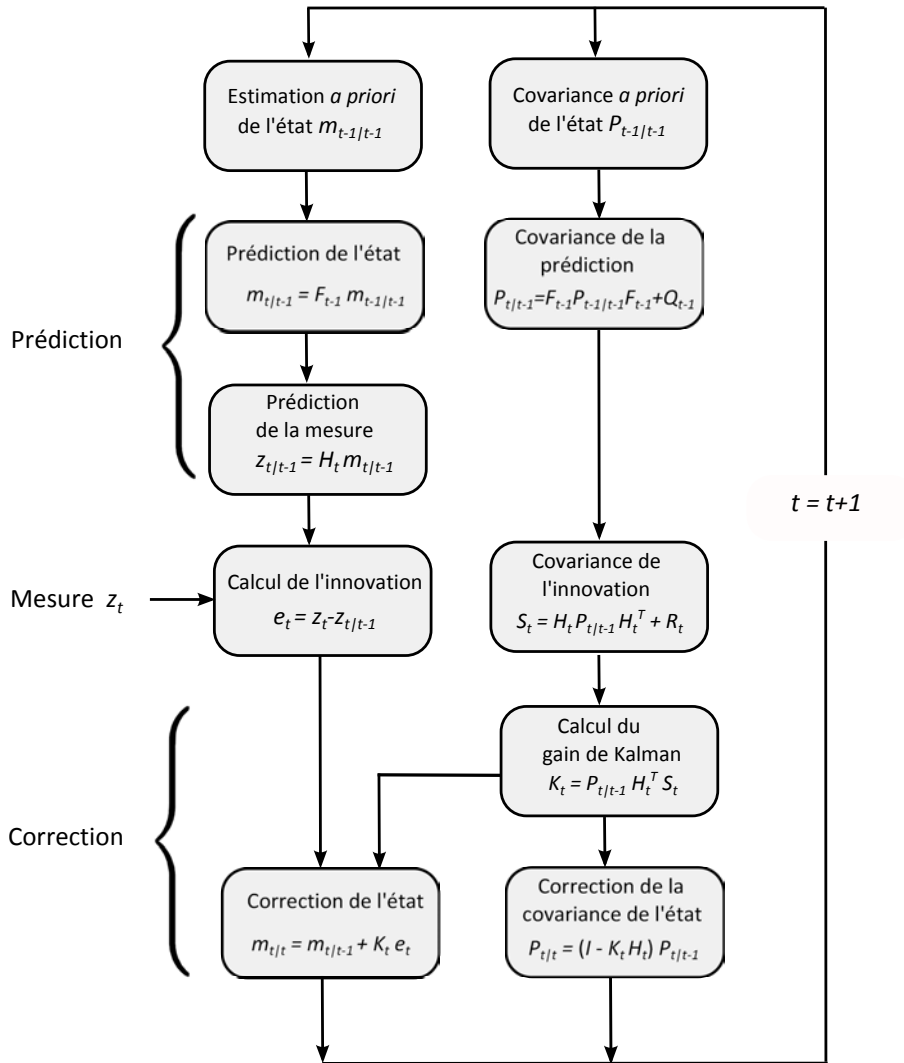 Estimation a priori
de l'état m_{t-1|t-1}
Covariance a priori
de l'état P_{t-1|t-1}
Prédiction
Prédiction de l'état
m_{t|t-1} = F_{t-1} m_{t-1|t-1}
Covariance de la
prédiction
P_{t|t-1}=F_{t-1}P_{t-1|t-1}F_{t-1}+Q_{t-1}
Prédiction
de la mesure
z_{t|t-1} = H_t m_{t|t-1}
t = t+1
Mesure z_t
Calcul de l'innovation
e_t = z_t-z_{t|t-1}
Covariance de
l'innovation
S_t = H_t P_{t|t-1} H_t^T + R_t
Correction
Calcul du
gain de Kalman
K_t = P_{t|t-1} H_t^T S_t
Correction de l'état
m_{t|t} = m_{t|t-1} + K_t e_t
Correction de la
covariance de l'état
P_{t|t} = (I - K_t H_t) P_{t|t-1}